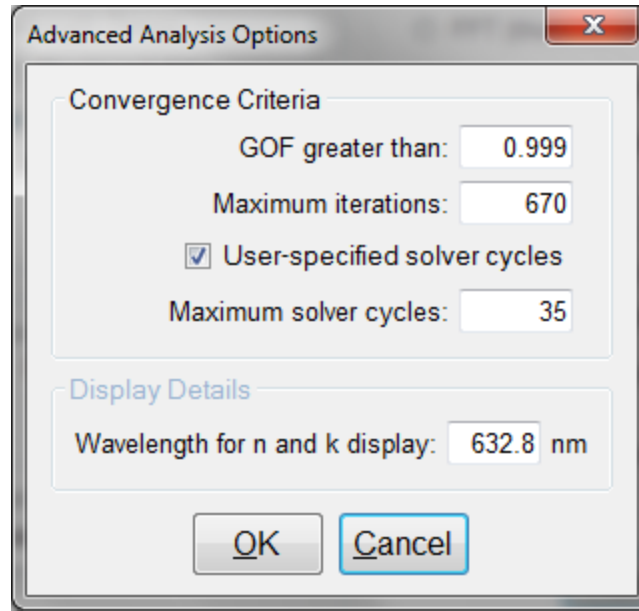 Advanced Analysis Options
Convergence Criteria
GOF greater than: 0.999
Maximum iterations: 670
User-specified solver cycles
Maximum solver cycles: 35
Display Details
Wavelength for n and k display: 632.8 nm
OK Cancel